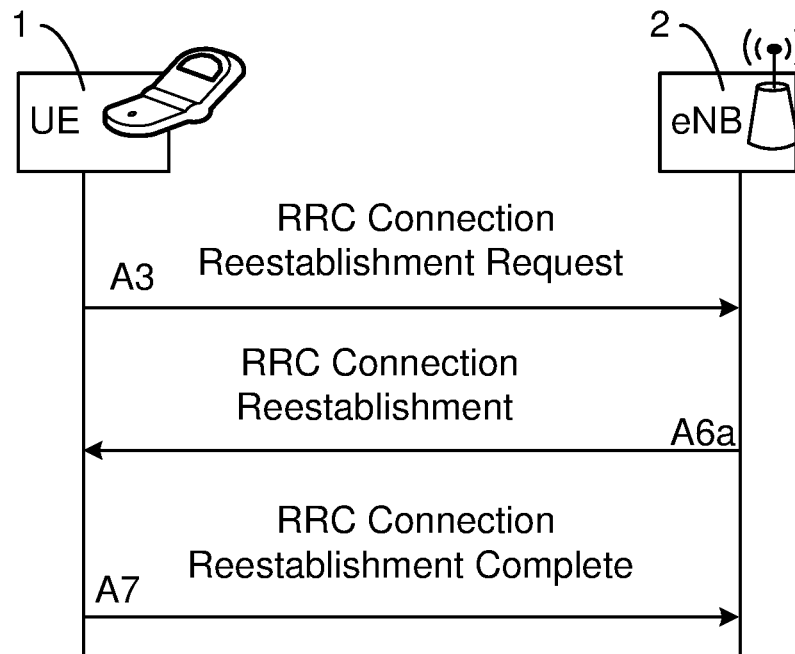 1
2
UE
eNB
RRC Connection
Reestablishment Request
A3
RRC Connection
Reestablishment
A6a
RRC Connection
Reestablishment Complete
A7